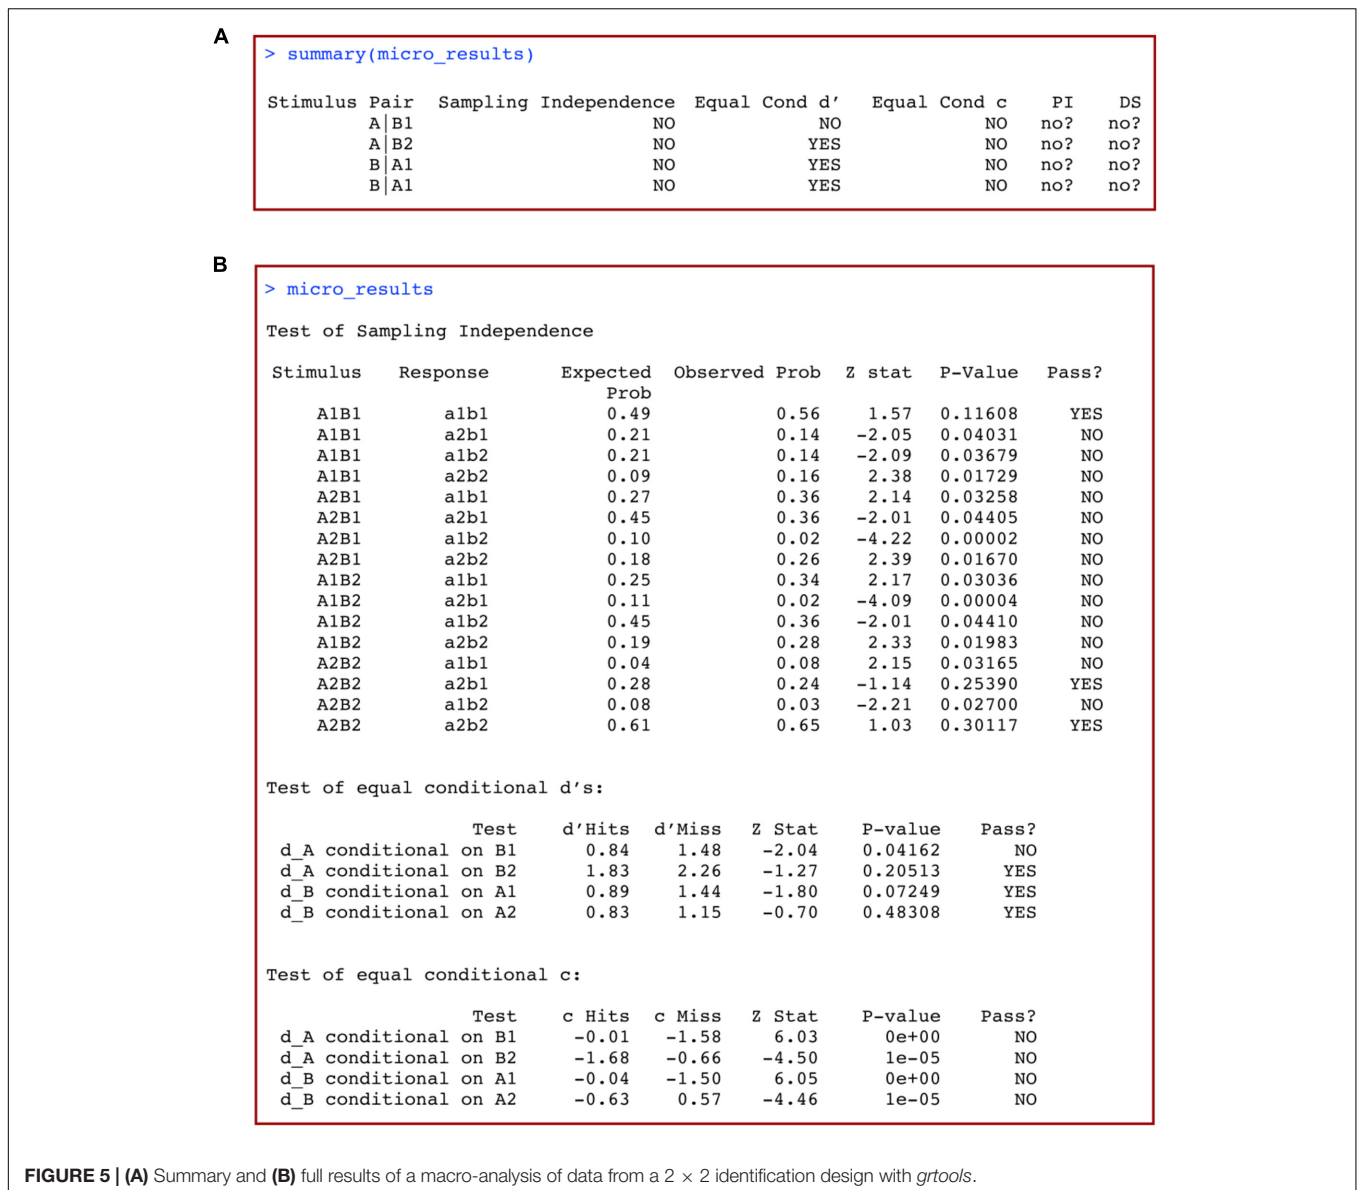 A
> summary(micro_results)
Stimulus Pair Sampling Independence Equal Cond d' Equal Cond c PI DS
A|B1 NO NO NO no? no?
A|B2 NO YES NO no? no?
B|A1 NO YES NO no? no?
B|A1 NO YES NO no? no?
B
> micro_results
Test of Sampling Independence
Stimulus Response Expected Observed Prob Z stat P-Value Pass?
Prob
A1B1 a1b1 0.49 0.56 1.57 0.11608 YES
A1B1 a2b1 0.21 0.14 -2.05 0.04031 NO
A1B1 a1b2 0.21 0.14 -2.09 0.03679 NO
A1B1 a2b2 0.09 0.16 2.38 0.01729 NO
A2B1 a1b1 0.27 0.36 2.14 0.03258 NO
A2B1 a2b1 0.45 0.36 -2.01 0.04405 NO
A2B1 a1b2 0.10 0.02 -4.22 0.00002 NO
A2B1 a2b2 0.18 0.26 2.39 0.01670 NO
A1B2 a1b1 0.25 0.34 2.17 0.03036 NO
A1B2 a2b1 0.11 0.02 -4.09 0.00004 NO
A1B2 a1b2 0.45 0.36 -2.01 0.04410 NO
A1B2 a2b2 0.19 0.28 2.33 0.01983 NO
A2B2 a1b1 0.04 0.08 2.15 0.03165 NO
A2B2 a2b1 0.28 0.24 -1.14 0.25390 YES
A2B2 a1b2 0.08 0.03 -2.21 0.02700 NO
A2B2 a2b2 0.61 0.65 1.03 0.30117 YES
Test of equal conditional d's:
Test d'Hits d'Miss Z Stat P-value Pass?
d_A conditional on B1 0.84 1.48 -2.04 0.04162 NO
d_A conditional on B2 1.83 2.26 -1.27 0.20513 YES
d_B conditional on A1 0.89 1.44 -1.80 0.07249 YES
d_B conditional on A2 0.83 1.15 -0.70 0.48308 YES
Test of equal conditional c:
Test c Hits c Miss Z Stat P-value Pass?
d_A conditional on B1 -0.01 -1.58 6.03 0e+00 NO
d_A conditional on B2 -1.68 -0.66 -4.50 1e-05 NO
d_B conditional on A1 -0.04 -1.50 6.05 0e+00 NO
d_B conditional on A2 -0.63 0.57 -4.46 1e-05 NO
FIGURE 5 | (A) Summary and (B) full results of a macro-analysis of data from a 2 × 2 identification design with grtools.